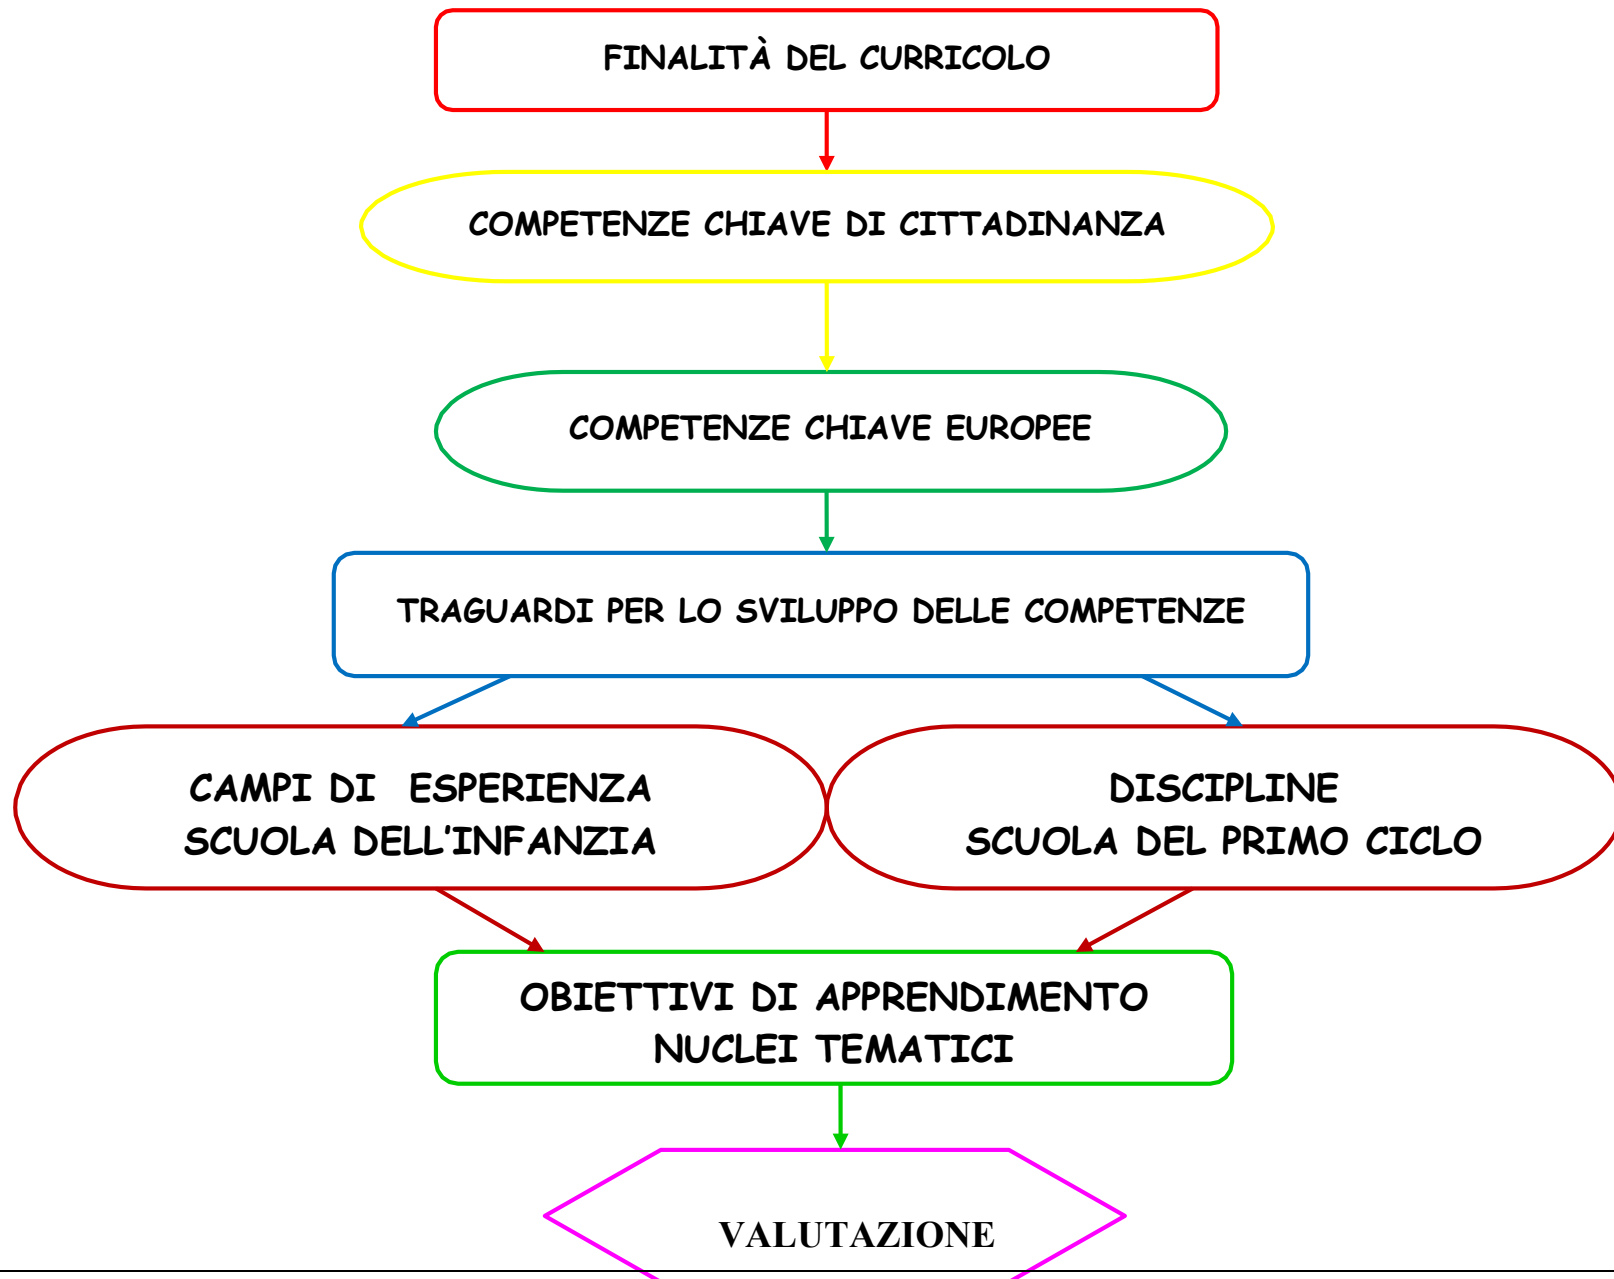 FINALITÀ DEL CURRICOLO
COMPETENZE CHIAVE DI CITTADINANZA
COMPETENZE CHIAVE EUROPEE
TRAGUARDI PER LO SVILUPPO DELLE COMPETENZE
CAMPI DI ESPERIENZA
SCUOLA DELL’INFANZIA
DISCIPLINE
SCUOLA DEL PRIMO CICLO
OBIETTIVI DI APPRENDIMENTO
NUCLEI TEMATICI
VALUTAZIONE